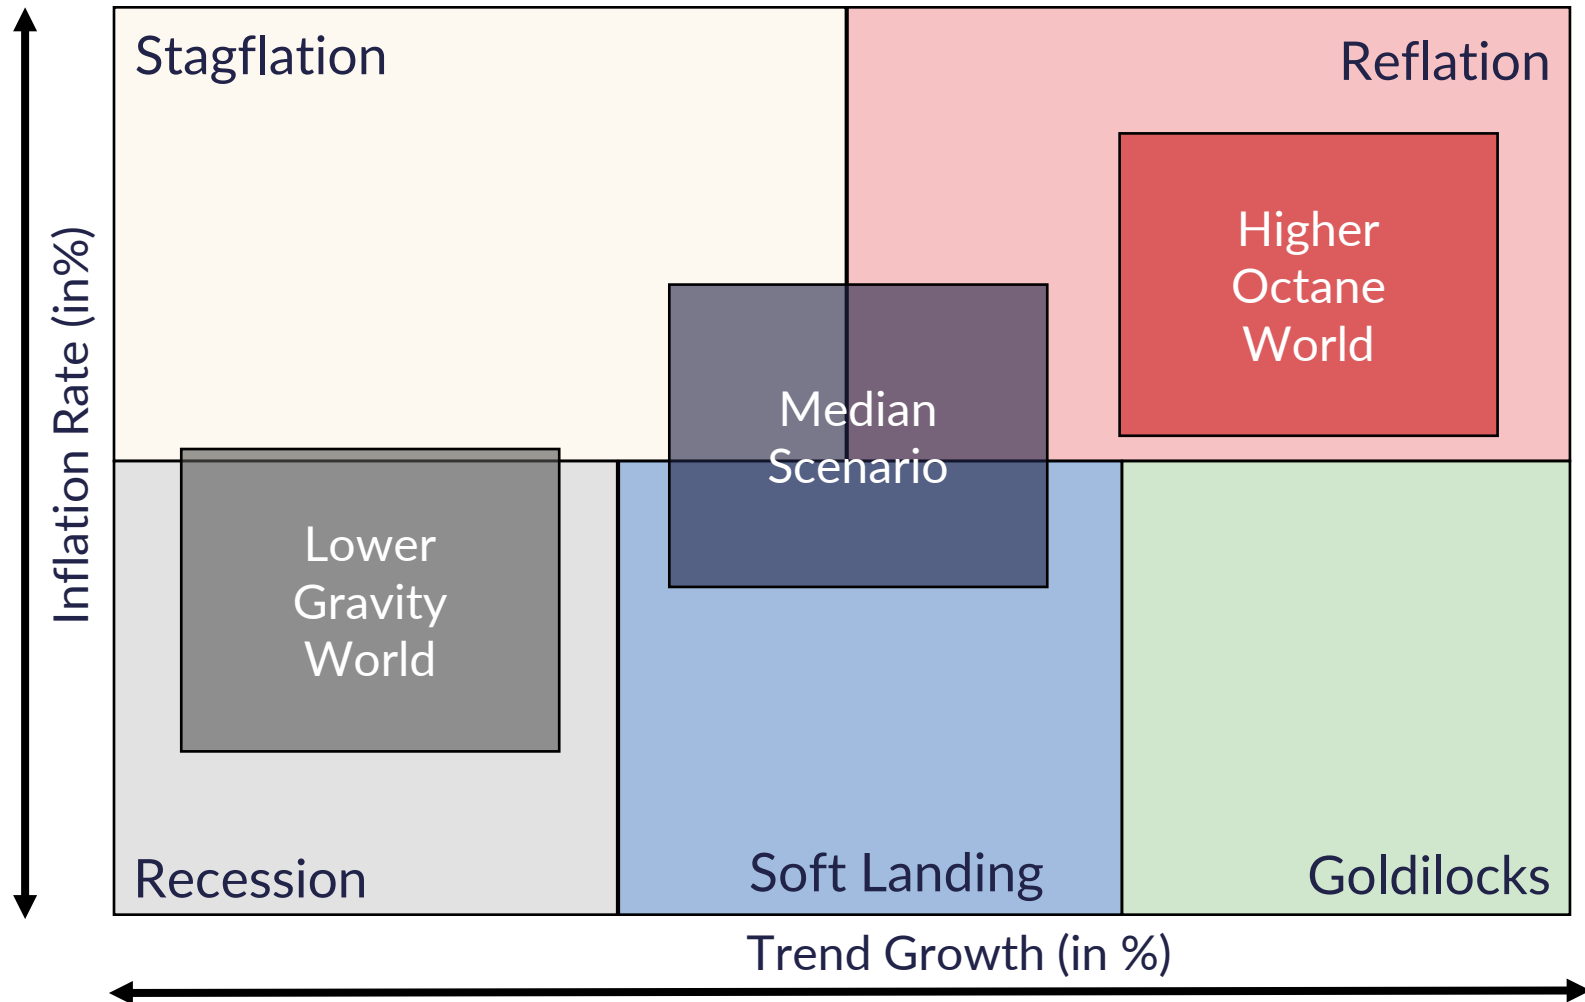 Stagflation
Reflation
Higher
Octane
World
Inflation Rate (in%)
Median
Scenario
Lower
Gravity
World
Recession
Soft Landing
Goldilocks
Trend Growth (in %)